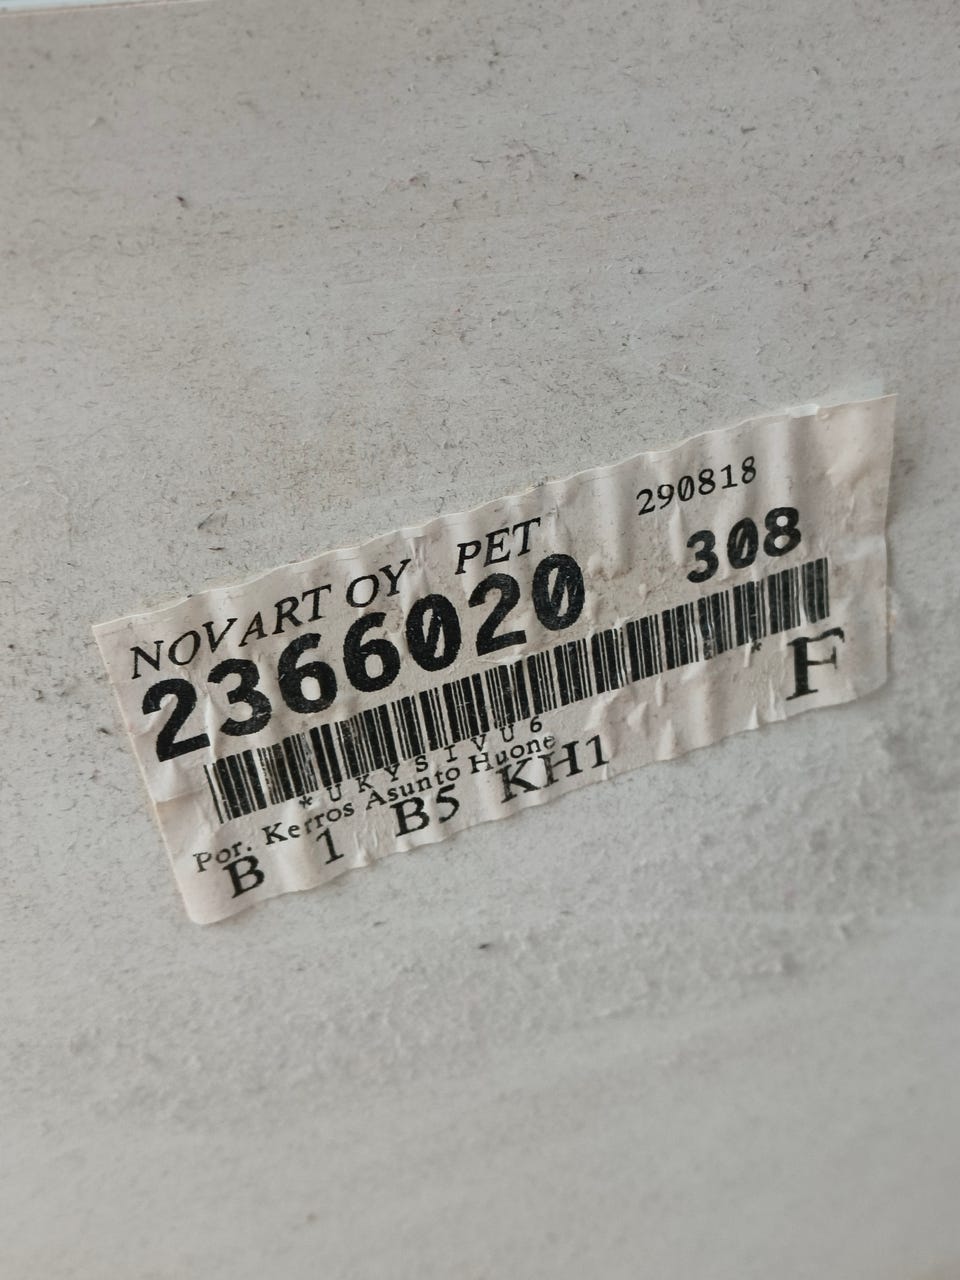 NOVART OY PET 290818
2366020 308
*UKYSIVU6 *
F
Por. Kerros Asunto Huone
B 1 B5 KH1